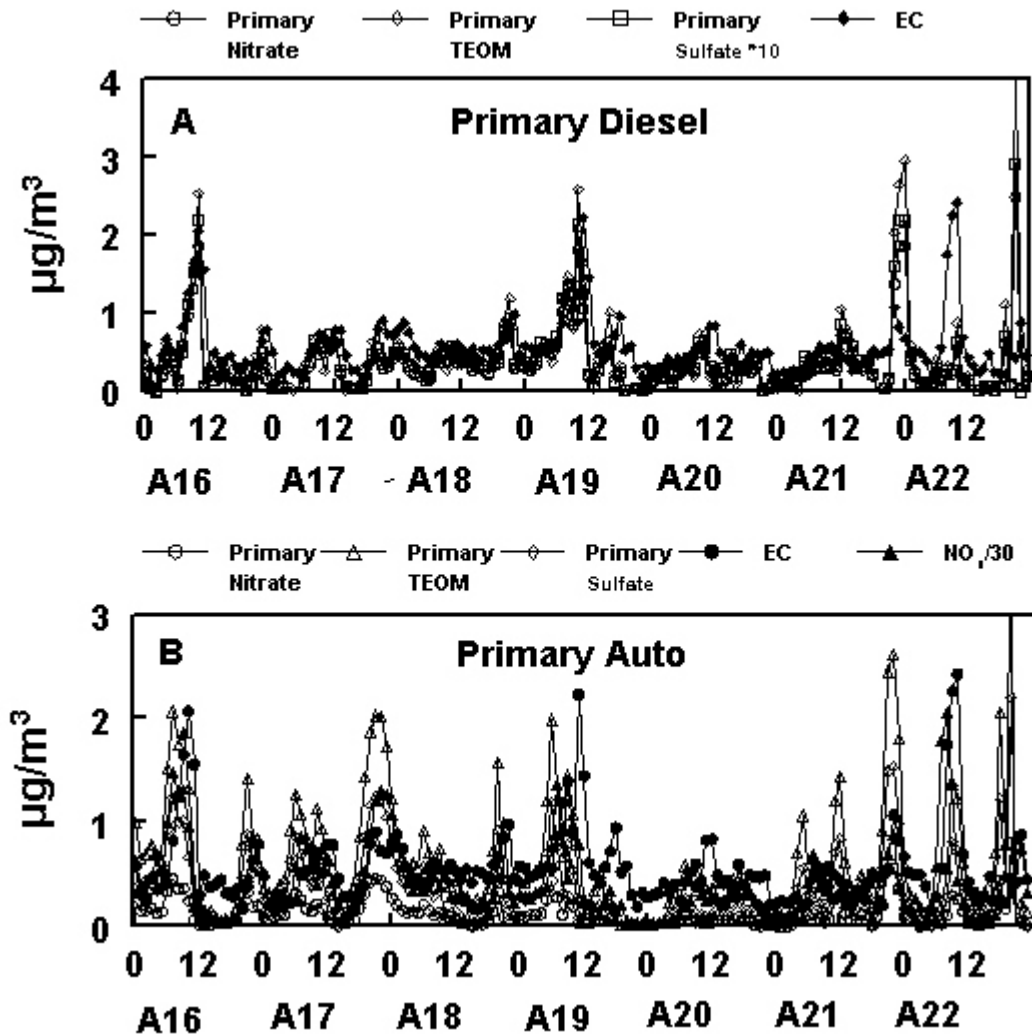 Primary Primary Primary EC
Nitrate TEOM Sulfate *10
4
A Primary Diesel
3
µg/m³
2
1
0
0 12 0 12 0 12 0 12 0 12 0 12 0 12
A16 A17 - A18 A19 A20 A21 A22
Primary Primary Primary EC NOy/30
Nitrate TEOM Sulfate
3
B Primary Auto
2
µg/m³
1
0
0 12 0 12 0 12 0 12 0 12 0 12 0 12
A16 A17 A18 A19 A20 A21 A22